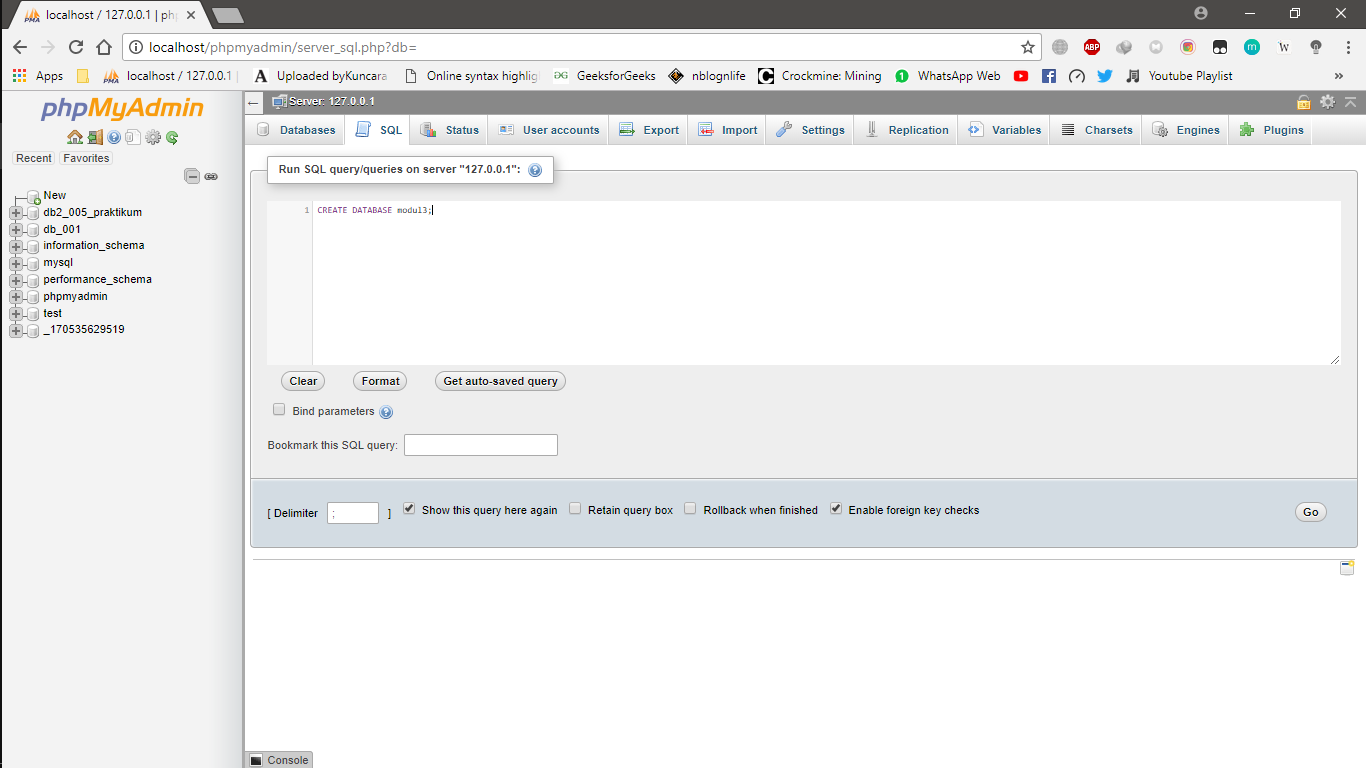 localhost / 127.0.0.1 | ph
localhost/phpmyadmin/server_sql.php?db=
ABP
m
W
Apps
PMA
localhost / 127.0.0.1
A
Uploaded byKuncara
Online syntax highlig
GeeksforGeeks
nblognlife
Crockmine: Mining
1
WhatsApp Web
Youtube Playlist
»
phpMyAdmin
Recent
Favorites
New
db2_005_praktikum
db_001
information_schema
mysql
performance_schema
phpmyadmin
test
_170535629519
Server: 127.0.0.1
Databases
SQL
Status
User accounts
Export
Import
Settings
Replication
Variables
Charsets
Engines
Plugins
Run SQL query/queries on server "127.0.0.1":
1 CREATE DATABASE modul3;
Clear
Format
Get auto-saved query
Bind parameters
Bookmark this SQL query:
[ Delimiter ; ]
Show this query here again
Retain query box
Rollback when finished
Enable foreign key checks
Go
Console